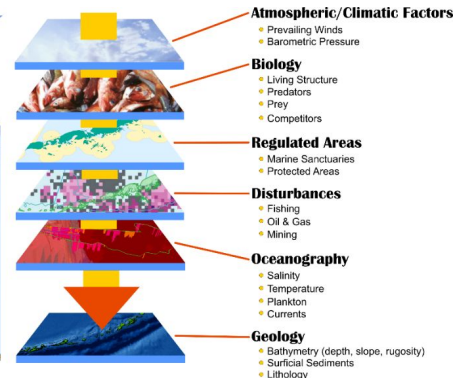 Atmospheric/Climatic Factors
Prevailing Winds
Barometric Pressure
Biology
Living Structure
Predators
Prey
Competitors
Regulated Areas
Marine Sanctuaries
Protected Areas
Disturbances
Fishing
Oil & Gas
Mining
Oceanography
Salinity
Temperature
Plankton
Currents
Geology
Bathymetry (depth, slope, rugosity)
Surficial Sediments
Lithology